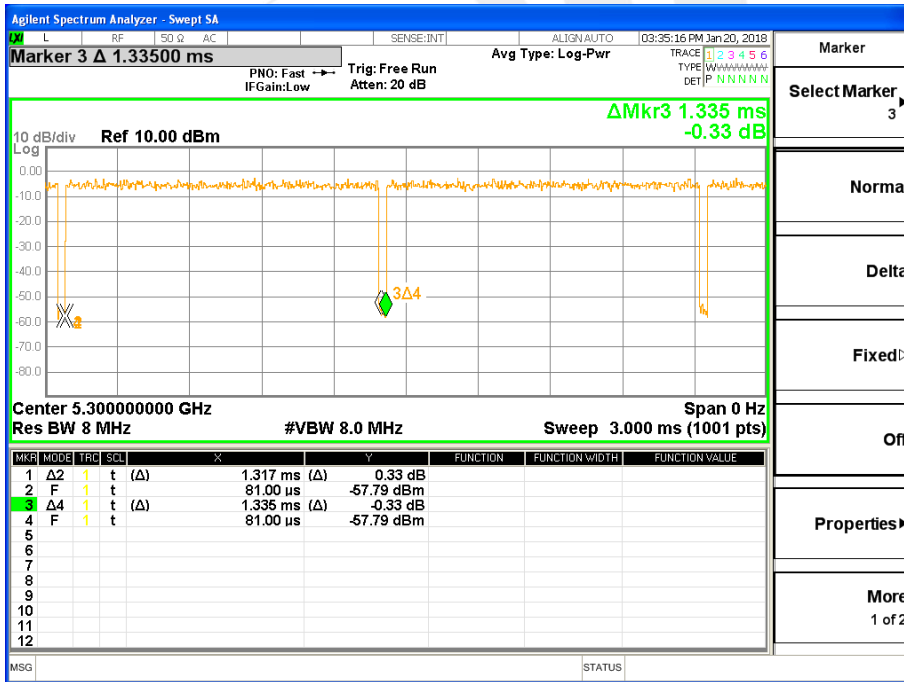 Agilent Spectrum Analyzer - Swept SA
LXI L RF 50 Ω AC SENSE:INT ALIGN AUTO 03:35:16 PM Jan 20, 2018
Marker 3 Δ 1.33500 ms
PNO: Fast
IFGain:Low
Trig: Free Run
Atten: 20 dB
Avg Type: Log-Pwr
TRACE 1 2 3 4 5 6
TYPE WWWWWWW
DET P N N N N N
ΔMkr3 1.335 ms
-0.33 dB
10 dB/div Ref 10.00 dBm
Log
0.00
-10.0
-20.0
-30.0
-40.0
-50.0
-60.0
-70.0
-80.0
3Δ4
Center 5.300000000 GHz Span 0 Hz
Res BW 8 MHz #VBW 8.0 MHz Sweep 3.000 ms (1001 pts)
MKR MODE TRC SCL X Y FUNCTION FUNCTION WIDTH FUNCTION VALUE
1 Δ2 1 t (Δ) 1.317 ms (Δ) 0.33 dB
2 F 1 t 81.00 µs -57.79 dBm
3 Δ4 1 t (Δ) 1.335 ms (Δ) -0.33 dB
4 F 1 t 81.00 µs -57.79 dBm
5
6
7
8
9
10
11
12
MSG STATUS
Marker
Select Marker
3
Norma
Delta
Fixed
Off
Properties
More
1 of 2